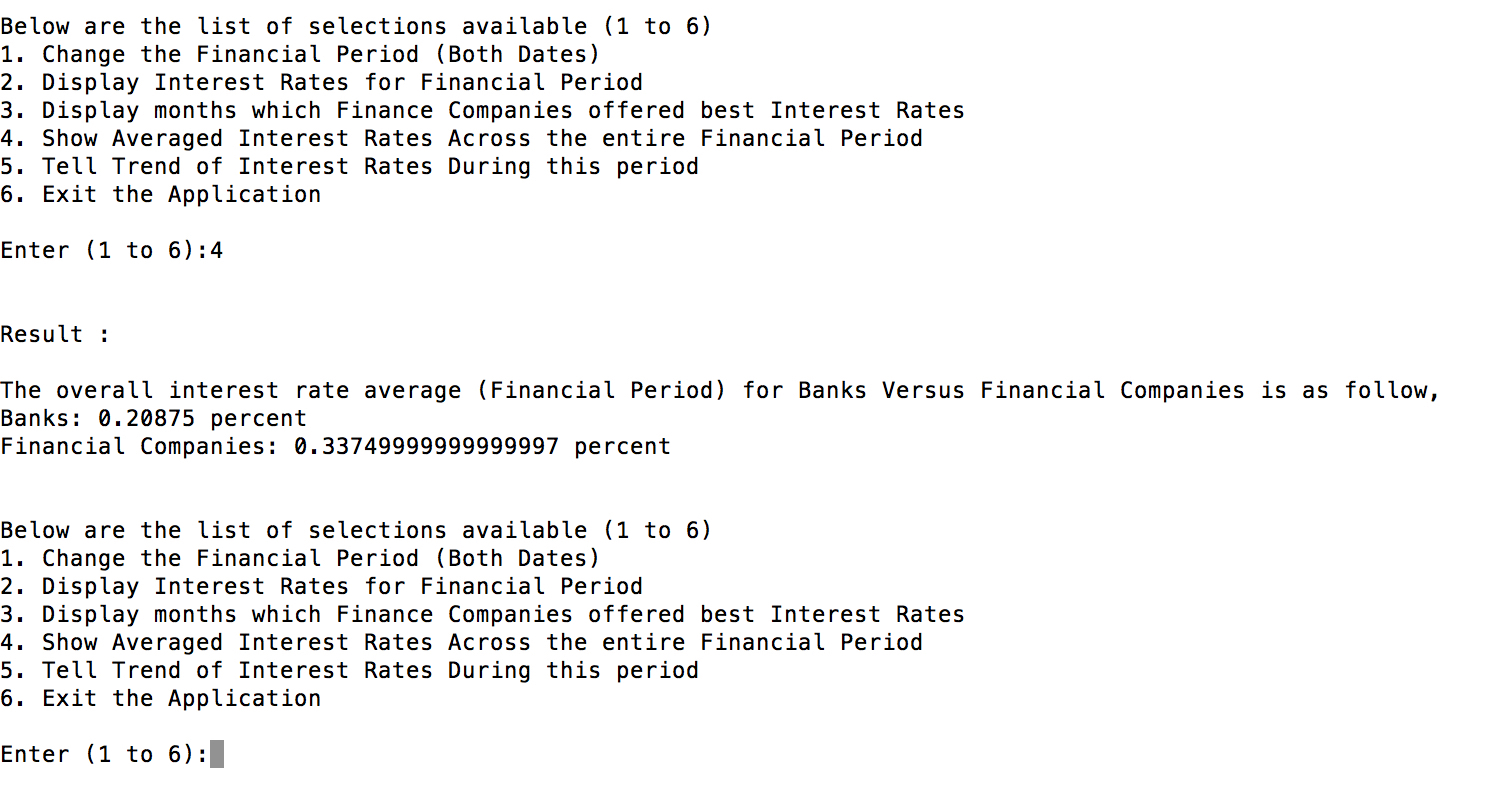 Below are the list of selections available (1 to 6)
1. Change the Financial Period (Both Dates)
2. Display Interest Rates for Financial Period
3. Display months which Finance Companies offered best Interest Rates
4. Show Averaged Interest Rates Across the entire Financial Period
5. Tell Trend of Interest Rates During this period
6. Exit the Application
Enter (1 to 6):4
Result :
The overall interest rate average (Financial Period) for Banks Versus Financial Companies is as follow,
Banks: 0.20875 percent
Financial Companies: 0.33749999999999997 percent
Below are the list of selections available (1 to 6)
1. Change the Financial Period (Both Dates)
2. Display Interest Rates for Financial Period
3. Display months which Finance Companies offered best Interest Rates
4. Show Averaged Interest Rates Across the entire Financial Period
5. Tell Trend of Interest Rates During this period
6. Exit the Application
Enter (1 to 6):